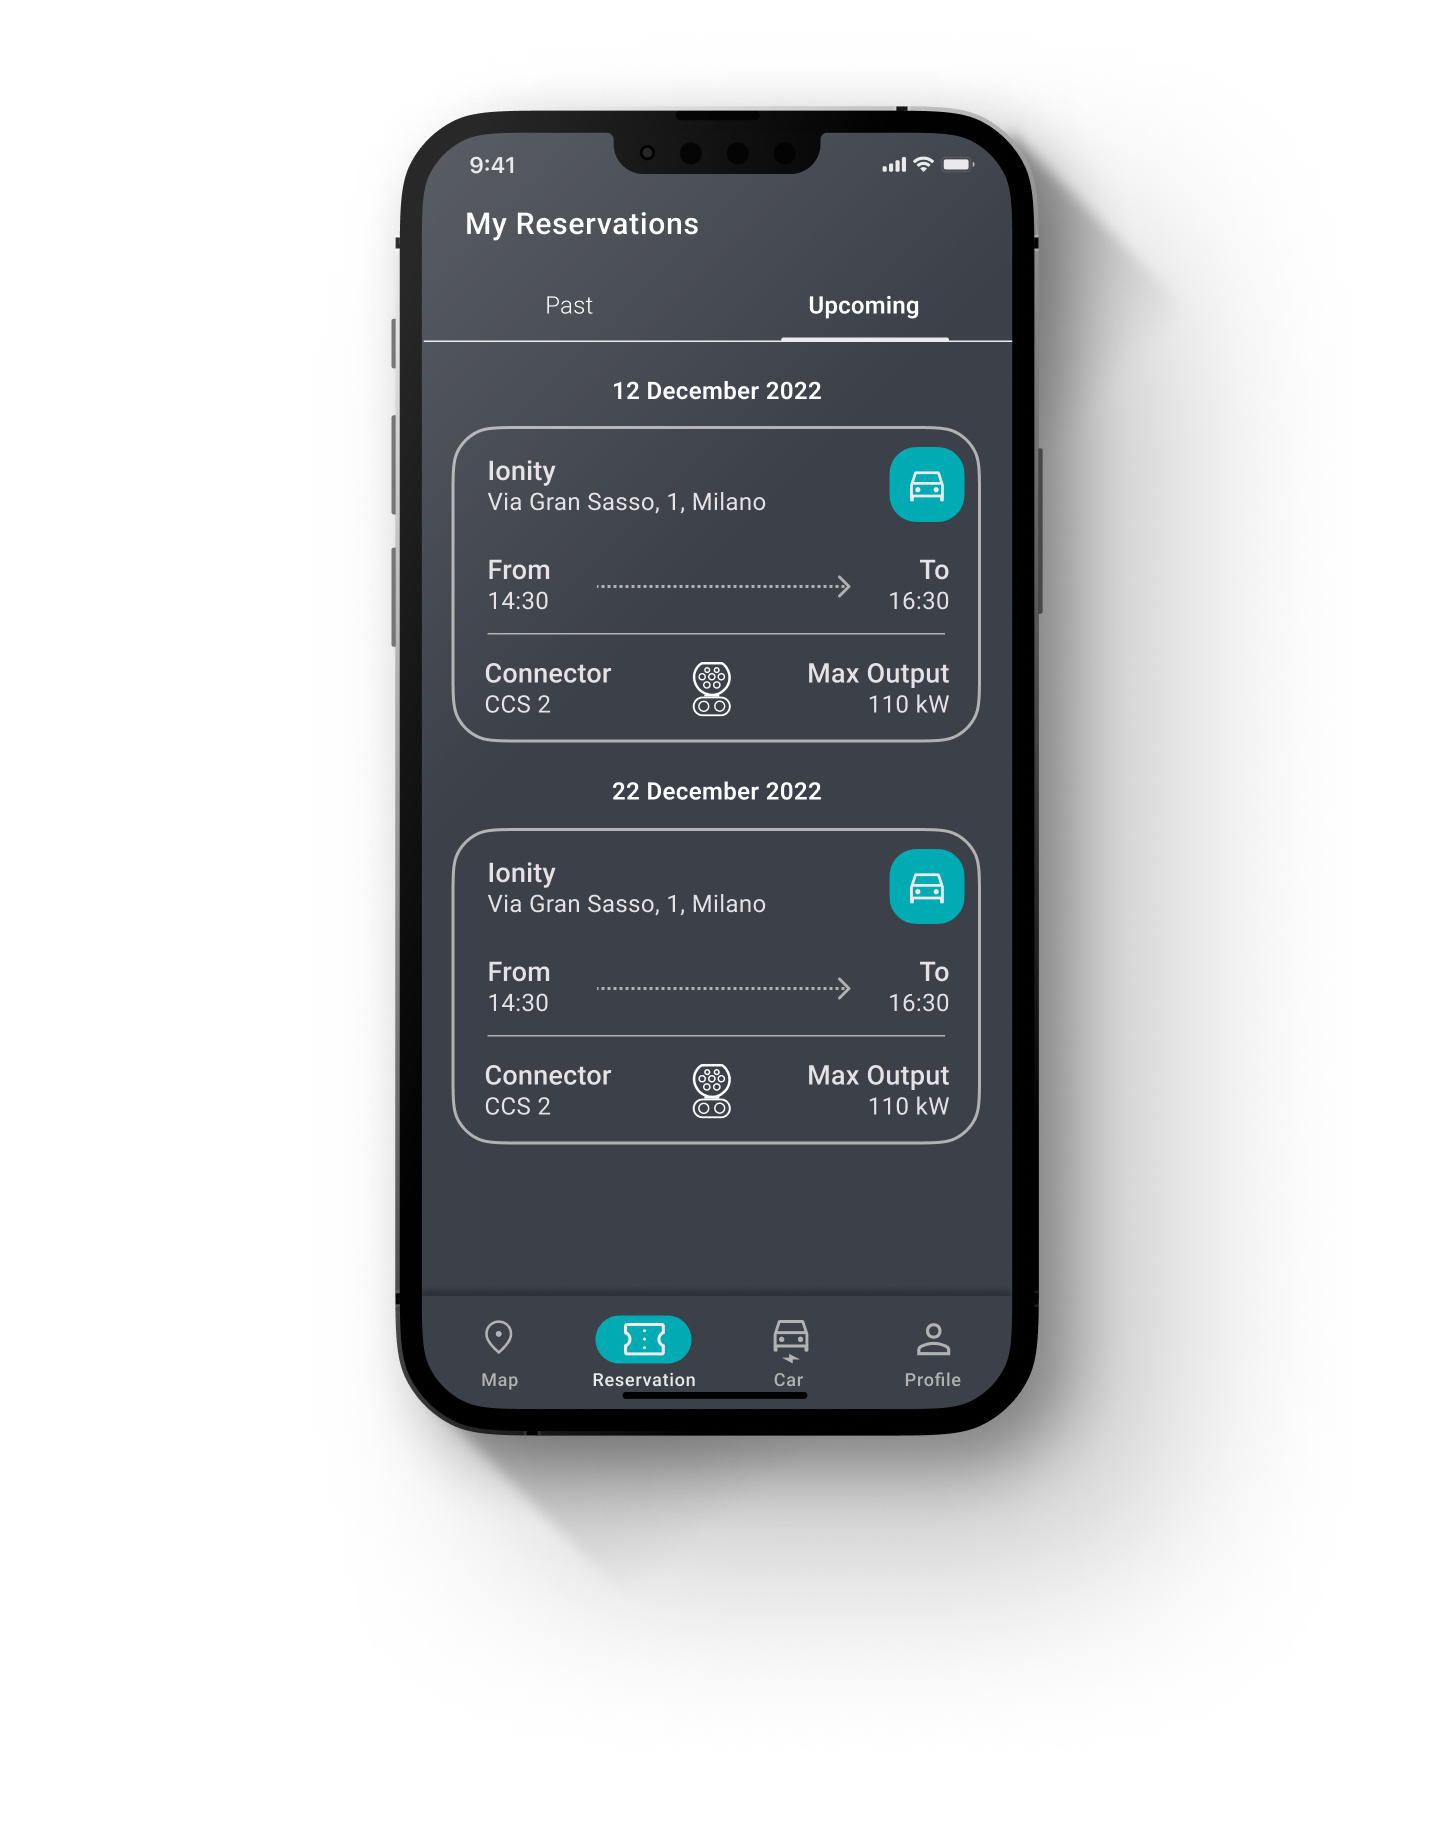 9:41
My Reservations
Past Upcoming
12 December 2022
Ionity
Via Gran Sasso, 1, Milano
From To
14:30 16:30
Connector Max Output
CCS 2 110 kW
22 December 2022
Ionity
Via Gran Sasso, 1, Milano
From To
14:30 16:30
Connector Max Output
CCS 2 110 kW
Map Reservation Car Profile